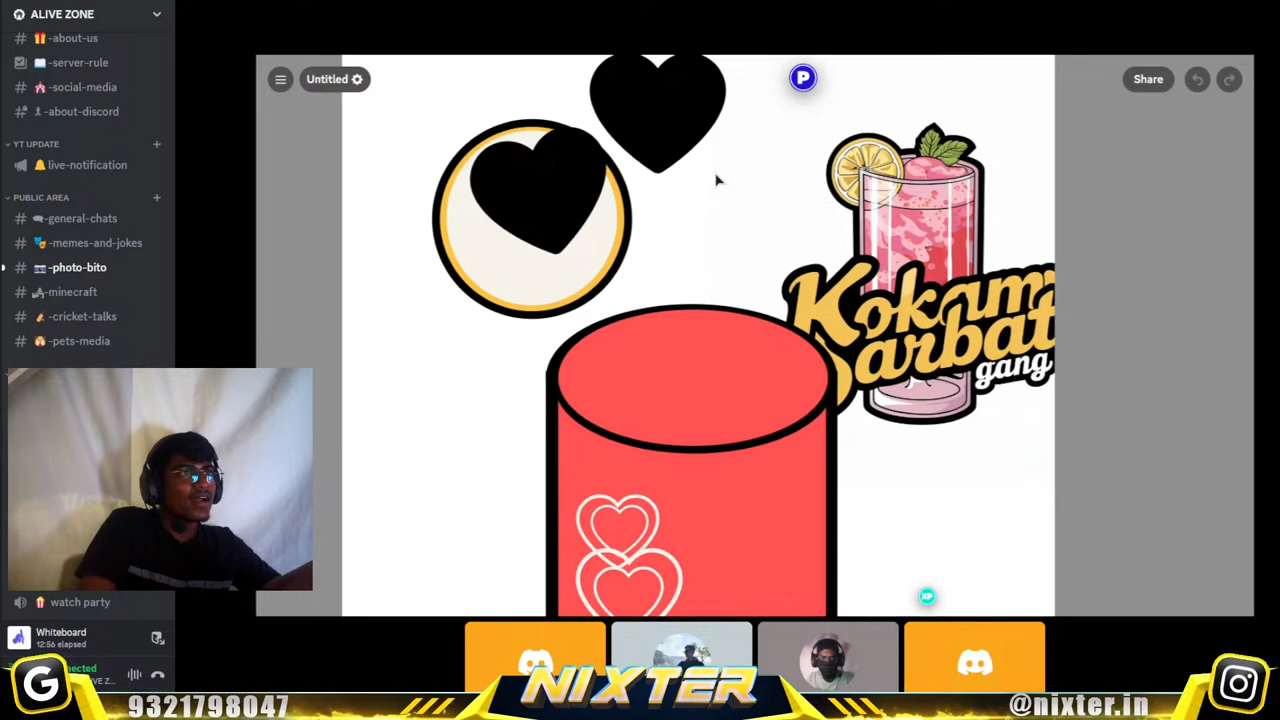 ALIVE ZONE
-about-us
-server-rule
-social-media
-about-discord
YT UPDATE
live-notification
PUBLIC AREA
-general-chats
-memes-and-jokes
-photo-bito
-minecraft
-cricket-talks
-pets-media
watch party
Whiteboard
12:56 elapsed
Untitled
P
Share
Kokam
arbat
gang
XP
G
9321798047
NIXTER
@nixter.in